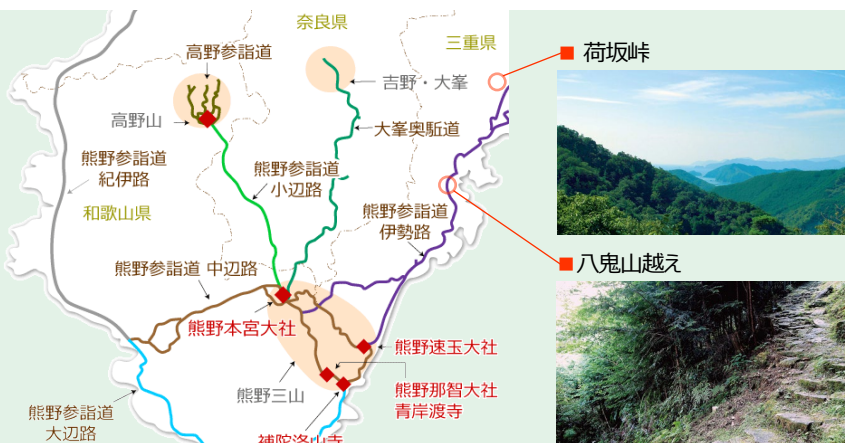 奈良県
三重県
高野参詣道
吉野・大峯
高野山
大峯奥駈道
熊野参詣道
紀伊路
熊野参詣道
小辺路
和歌山県
熊野参詣道
伊勢路
熊野参詣道 中辺路
熊野本宮大社
熊野速玉大社
熊野三山
熊野那智大社
青岸渡寺
熊野参詣道
大辺路
補陀洛山寺
荷坂峠
八鬼山越え